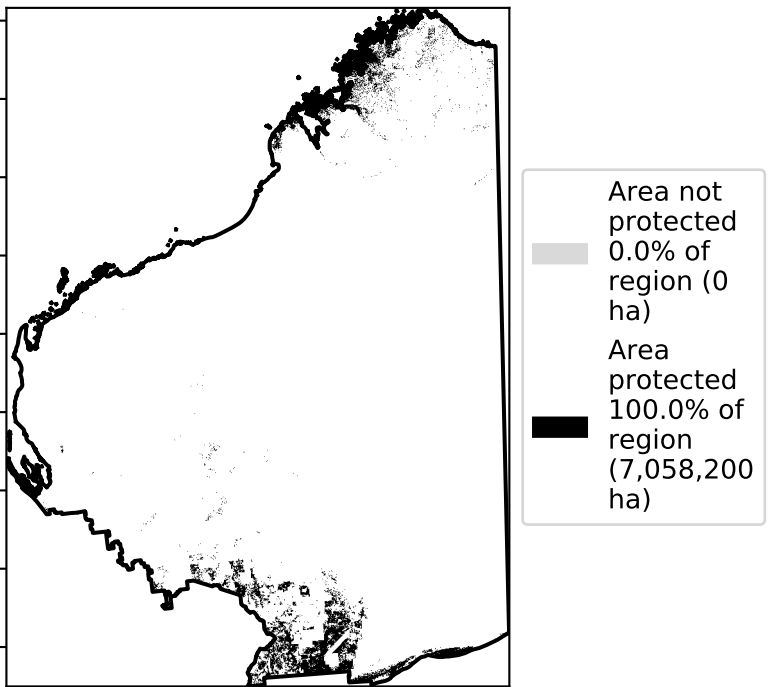 Area not
protected
0.0% of
region (0
ha)
Area
protected
100.0% of
region
(7,058,200
ha)